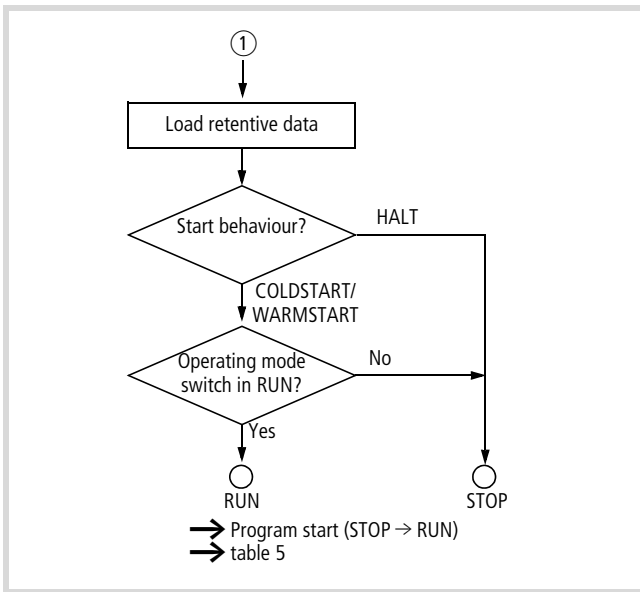 1
Load retentive data
Start behaviour?
HALT
COLDSTART/
WARMSTART
Operating mode
switch in RUN?
No
Yes
RUN
STOP
→ Program start (STOP → RUN)
→ table 5